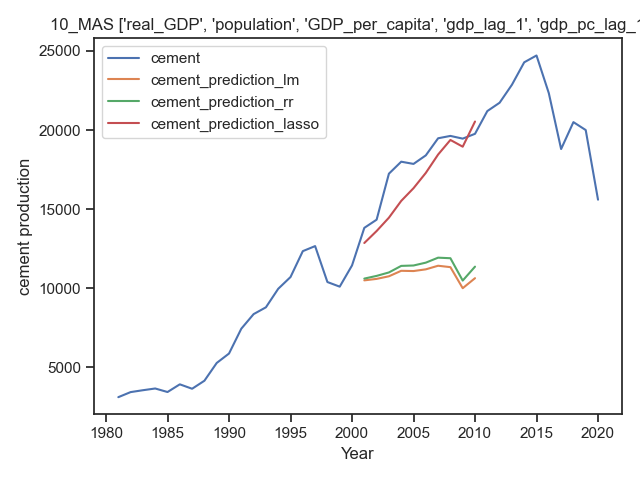 10_MAS ['real_GDP', 'population', 'GDP_per_capita', 'gdp_lag_1', 'gdp_pc_lag_1
cement
cement_prediction_lm
cement_prediction_rr
cement_prediction_lasso
25000
20000
15000
10000
5000
cement production
1980 1985 1990 1995 2000 2005 2010 2015 2020
Year